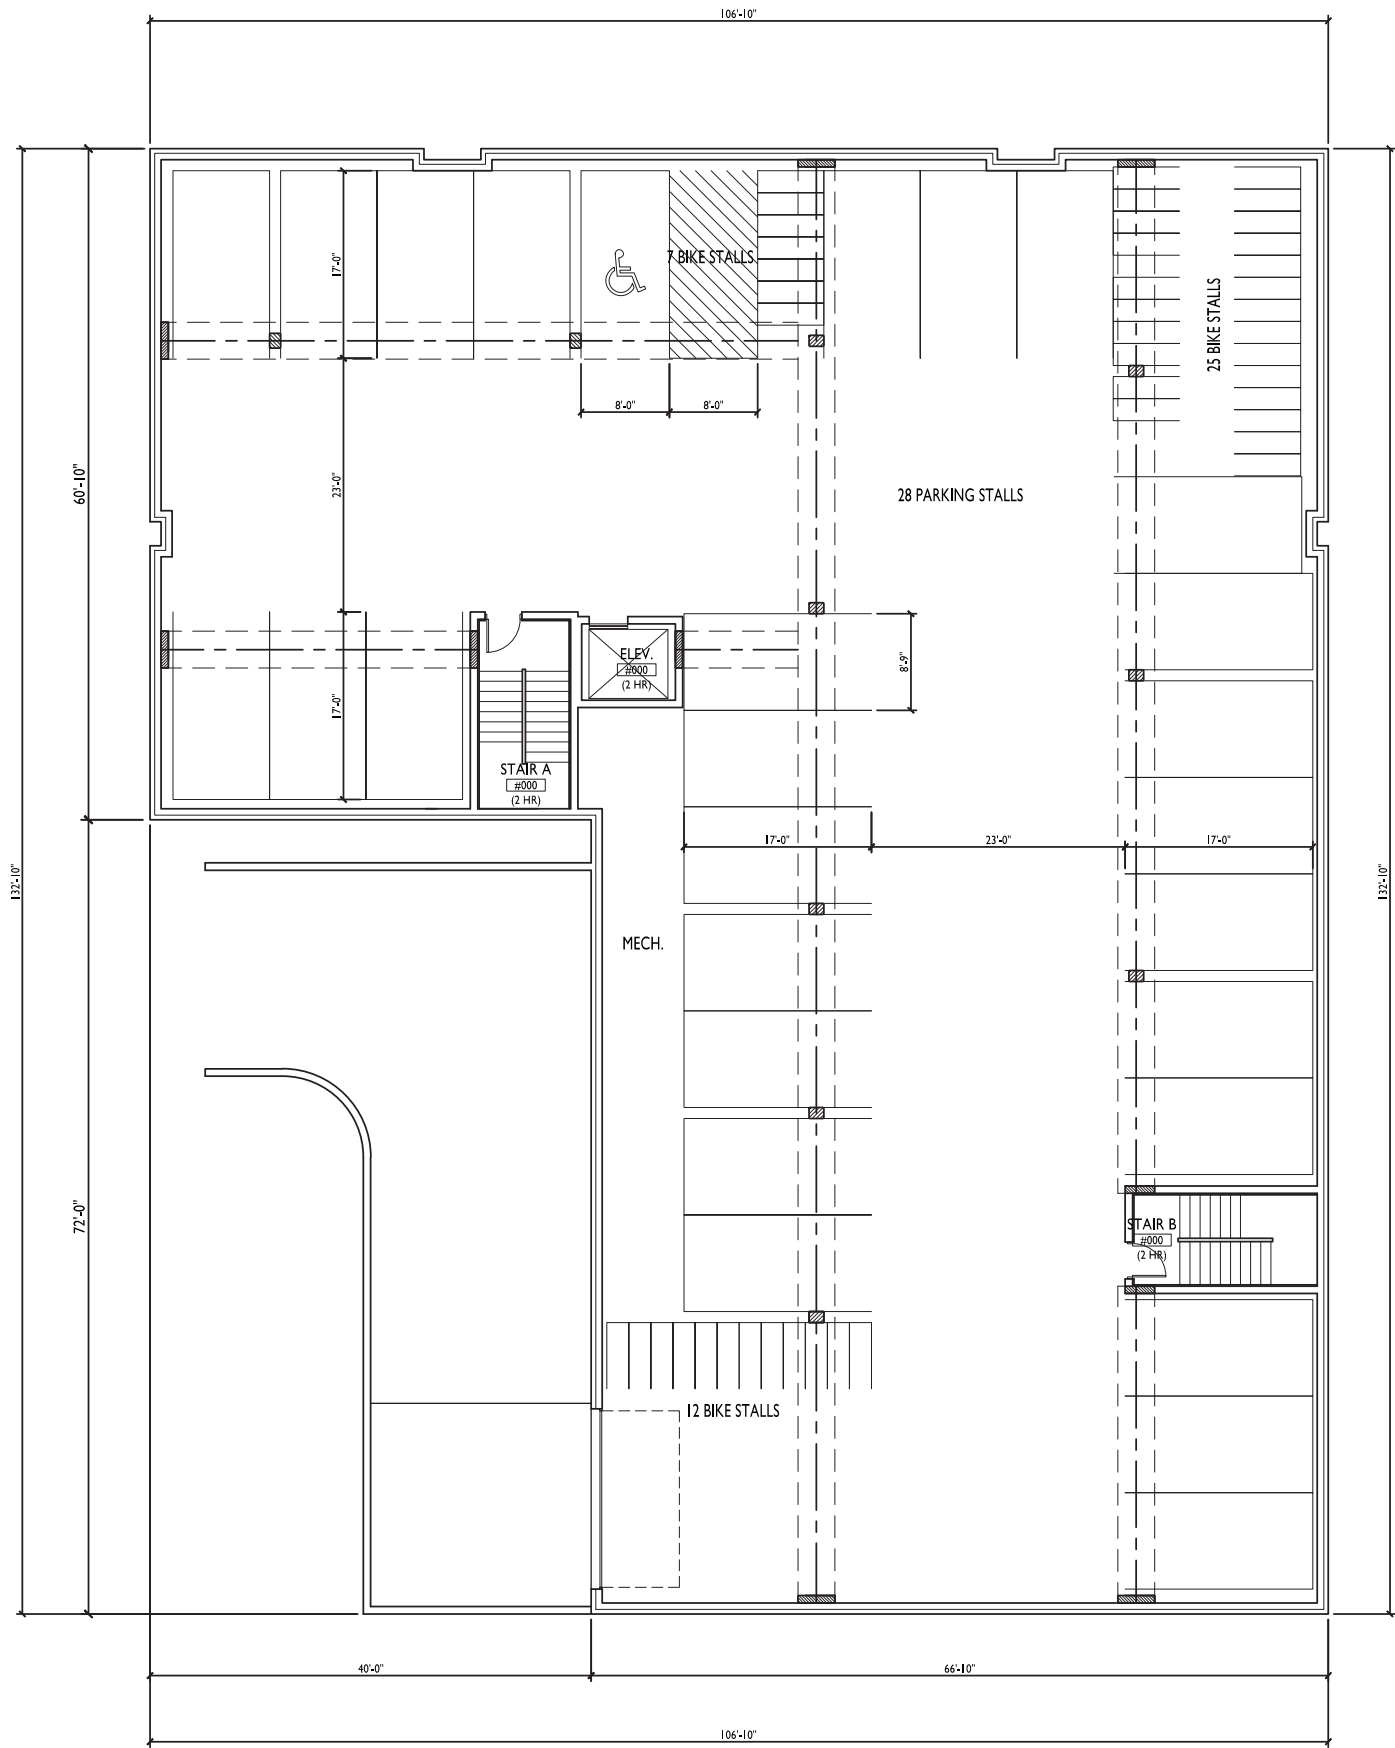 106'-10"
17'-0"
7 BIKE STALLS
25 BIKE STALLS
8'-0"
8'-0"
60'-10"
23'-0"
28 PARKING STALLS
ELEV.
#000
(2 HR)
8'-9"
17'-0"
STAIR A
#000
(2 HR)
17'-0"
23'-0"
17'-0"
132'-10"
132'-10"
MECH.
72'-0"
STAIR B
#000
(2 HR)
12 BIKE STALLS
40'-0"
66'-10"
106'-10"